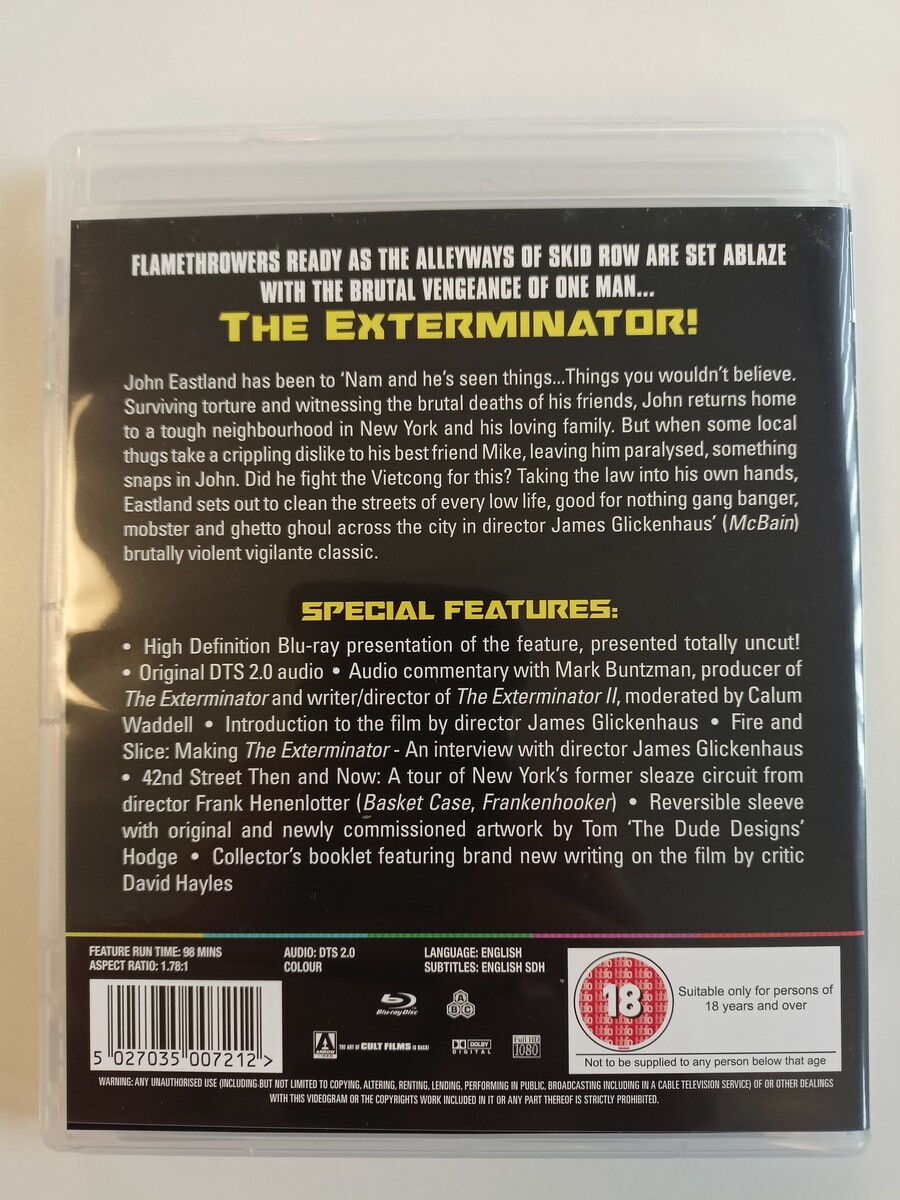 FLAMETHROWERS READY AS THE ALLEYWAYS OF SKID ROW ARE SET ABLAZE
WITH THE BRUTAL VENGEANCE OF ONE MAN...
THE EXTERMINATOR!
John Eastland has been to ‘Nam and he’s seen things...Things you wouldn’t believe.
Surviving torture and witnessing the brutal deaths of his friends, John returns home
to a tough neighbourhood in New York and his loving family. But when some local
thugs take a crippling dislike to his best friend Mike, leaving him paralysed, something
snaps in John. Did he fight the Vietcong for this? Taking the law into his own hands,
Eastland sets out to clean the streets of every low life, good for nothing gang banger,
mobster and ghetto ghoul across the city in director James Glickenhaus’ (McBain)
brutally violent vigilante classic.
SPECIAL FEATURES:
• High Definition Blu-ray presentation of the feature, presented totally uncut!
• Original DTS 2.0 audio • Audio commentary with Mark Buntzman, producer of
The Exterminator and writer/director of The Exterminator II, moderated by Calum
Waddell • Introduction to the film by director James Glickenhaus • Fire and
Slice: Making The Exterminator - An interview with director James Glickenhaus
• 42nd Street Then and Now: A tour of New York’s former sleaze circuit from
director Frank Henenlotter (Basket Case, Frankenhooker) • Reversible sleeve
with original and newly commissioned artwork by Tom ‘The Dude Designs’
Hodge • Collector’s booklet featuring brand new writing on the film by critic
David Hayles
FEATURE RUN TIME: 98 MINS
ASPECT RATIO: 1.78:1
AUDIO: DTS 2.0
COLOUR
LANGUAGE: ENGLISH
SUBTITLES: ENGLISH SDH
Blu-ray Disc
A B C
ARROW
THE ART OF CULT FILMS IS BACK!
DOLBY
DIGITAL
Full HD
1080
18
Suitable only for persons of
18 years and over
Not to be supplied to any person below that age
5 027035 007212 >
WARNING: ANY UNAUTHORISED USE (INCLUDING BUT NOT LIMITED TO COPYING, ALTERING, RENTING, LENDING, PERFORMING IN PUBLIC, BROADCASTING INCLUDING IN A CABLE TELEVISION SERVICE) OF OR OTHER DEALINGS
WITH THIS VIDEOGRAM OR THE COPYRIGHTS WORK INCLUDED IN IT OR ANY PART THEREOF IS STRICTLY PROHIBITED.